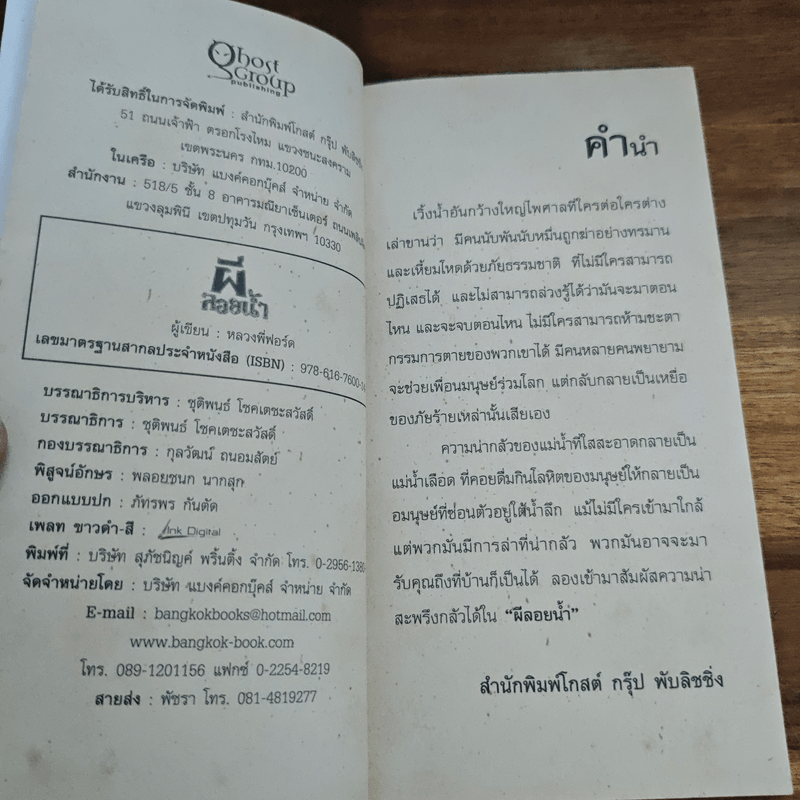 Ghost
Group
publishing
ได้รับสิทธิ์ในการจัดพิมพ์ : สำนักพิมพ์โกสต์ กรุ๊ป พับลิชชิ่ง
51 ถนนเจ้าฟ้า ตรอกโรงไหม แขวงชนะสงคราม
เขตพระนคร กทม.10200
ในเครือ : บริษัท แบงค์คอกบุ๊คส์ จำหน่าย จำกัด
สำนักงาน : 518/5 ชั้น 8 อาคารมณียาเซ็นเตอร์
แขวงลุมพินี เขตปทุมวัน กรุงเทพฯ 10330
ผี
ลอยน้ำ
ผู้เขียน : หลวงพี่ฟอร์ด
เลขมาตรฐานสากลประจำหนังสือ (ISBN) : 978-616-7600-
บรรณาธิการบริหาร : ชุติพนธ์ โชคเตชะสวัสดิ์
บรรณาธิการ : ชุติพนธ์ โชคเตชะสวัสดิ์
กองบรรณาธิการ : กุลวัฒน์ ถนอมสัตย์
พิสูจน์อักษร : พลอยชนก นากสุก
ออกแบบปก : ภัทรพร กันตัด
เพลท ขาวดำ-สี : Ink Digital
พิมพ์ที่ : บริษัท สุภัชนิญค์ พริ้นติ้ง จำกัด โทร. 0-2956-1380
จัดจำหน่ายโดย : บริษัท แบงค์คอกบุ๊คส์ จำหน่าย จำกัด
E-mail : bangkokbooks@hotmail.com
www.bangkok-book.com
โทร. 089-1201156 แฟกซ์ 0-2254-8219
สายส่ง : พัชรา โทร. 081-4819277
คำนำ
เวิ้งน้ำอันกว้างใหญ่ไพศาลที่ใครต่อใครต่าง
เล่าขานว่า มีคนนับพันนับหมื่นถูกฆ่าอย่างทรมาน
และเหี้ยมโหดด้วยภัยธรรมชาติ ที่ไม่มีใครสามารถ
ปฏิเสธได้ และไม่สามารถล่วงรู้ได้ว่ามันจะมาตอน
ไหน และจะจบตอนไหน ไม่มีใครสามารถห้ามชะตา
กรรมการตายของพวกเขาได้ มีคนหลายคนพยายาม
จะช่วยเพื่อนมนุษย์ร่วมโลก แต่กลับกลายเป็นเหยื่อ
ของภัยร้ายเหล่านั้นเสียเอง
ความน่ากลัวของแม่น้ำที่ใสสะอาดกลายเป็น
แม่น้ำเลือด ที่คอยดื่มกินโลหิตของมนุษย์ให้กลายเป็น
อมนุษย์ที่ซ่อนตัวอยู่ใต้น้ำลึก แม้ไม่มีใครเข้ามาใกล้
แต่พวกมันมีการล่าที่น่ากลัว พวกมันอาจจะมา
รับคุณถึงที่บ้านก็เป็นได้ ลองเข้ามาสัมผัสความน่า
สะพรึงกลัวได้ใน “ผีลอยน้ำ”
สำนักพิมพ์โกสต์ กรุ๊ป พับลิชชิ่ง